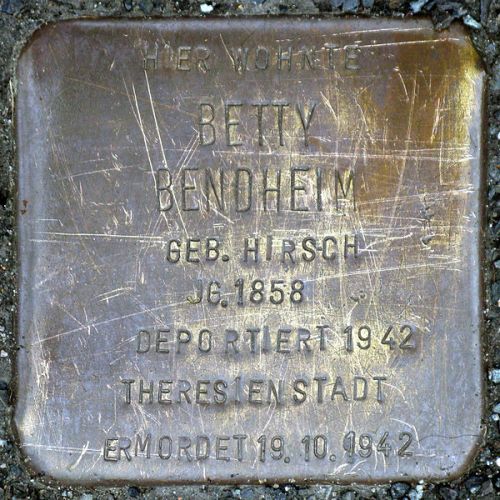 HIER WOHNTE
BETTY
BENDHEIM
GEB. HIRSCH
JG. 1858
DEPORTIERT 1942
THERESIENSTADT
ERMORDET 19.10.1942